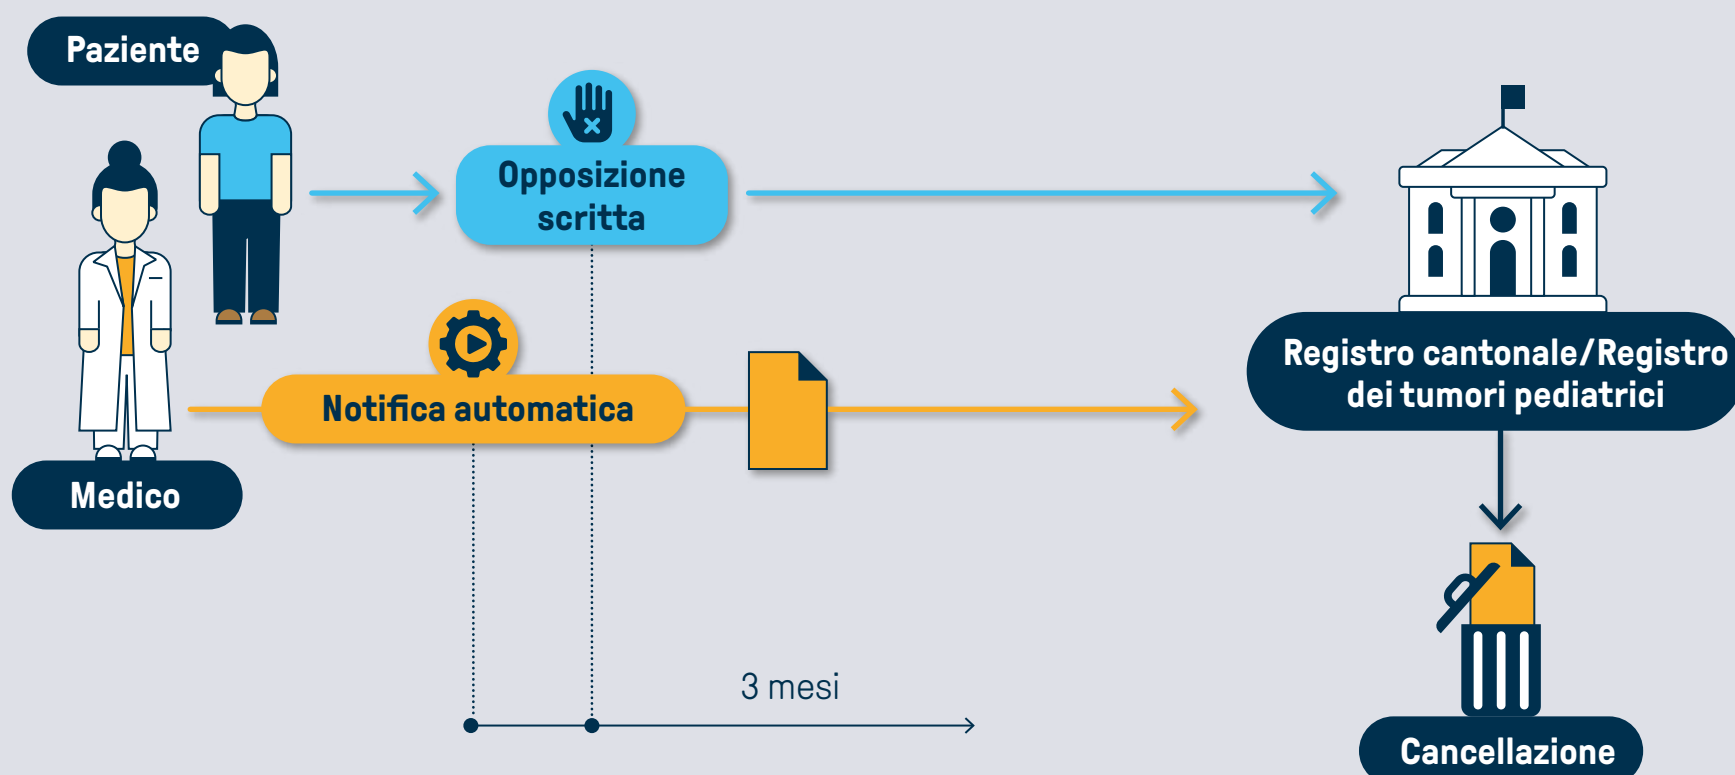 Paziente
Opposizione
scritta
Registro cantonale/Registro
dei tumori pediatrici
Notifica automatica
Medico
3 mesi
Cancellazione